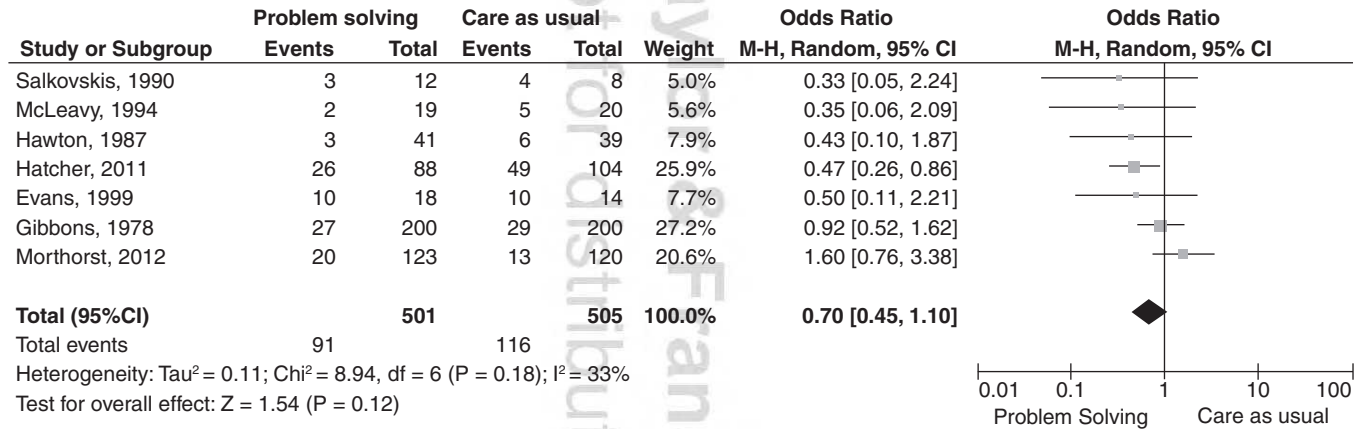 Problem solving Care as usual Odds Ratio Odds Ratio
Study or Subgroup Events Total Events Total Weight M-H, Random, 95% CI M-H, Random, 95% CI
Salkovskis, 1990 3 12 4 8 5.0% 0.33 [0.05, 2.24]
McLeavy, 1994 2 19 5 20 5.6% 0.35 [0.06, 2.09]
Hawton, 1987 3 41 6 39 7.9% 0.43 [0.10, 1.87]
Hatcher, 2011 26 88 49 104 25.9% 0.47 [0.26, 0.86]
Evans, 1999 10 18 10 14 7.7% 0.50 [0.11, 2.21]
Gibbons, 1978 27 200 29 200 27.2% 0.92 [0.52, 1.62]
Morthorst, 2012 20 123 13 120 20.6% 1.60 [0.76, 3.38]
Total (95%CI) 501 505 100.0% 0.70 [0.45, 1.10]
Total events 91 116
Heterogeneity: Tau² = 0.11; Chi² = 8.94, df = 6 (P = 0.18); I² = 33%
Test for overall effect: Z = 1.54 (P = 0.12)
0.01 0.1 1 10 100
Problem Solving Care as usual
ylor & Fran
t for distribu